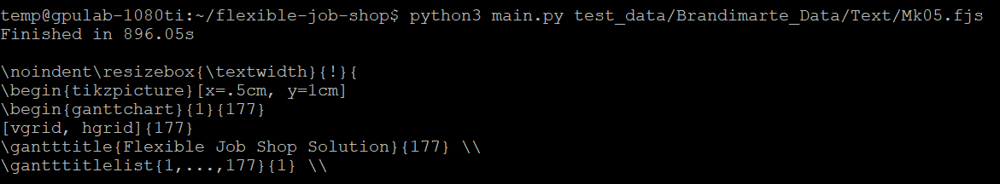 temp@gpulab-1080ti:~/flexible-job-shop$ python3 main.py test_data/Brandimarte_Data/Text/Mk05.fjs
Finished in 896.05s
\noindent\resizebox{\textwidth}{!}{
\begin{tikzpicture}[x=.5cm, y=1cm]
\begin{ganttchart}{1}{177}
[vgrid, hgrid]{177}
\gantttitle{Flexible Job Shop Solution}{177} \\
\gantttitlelist{1,...,177}{1} \\